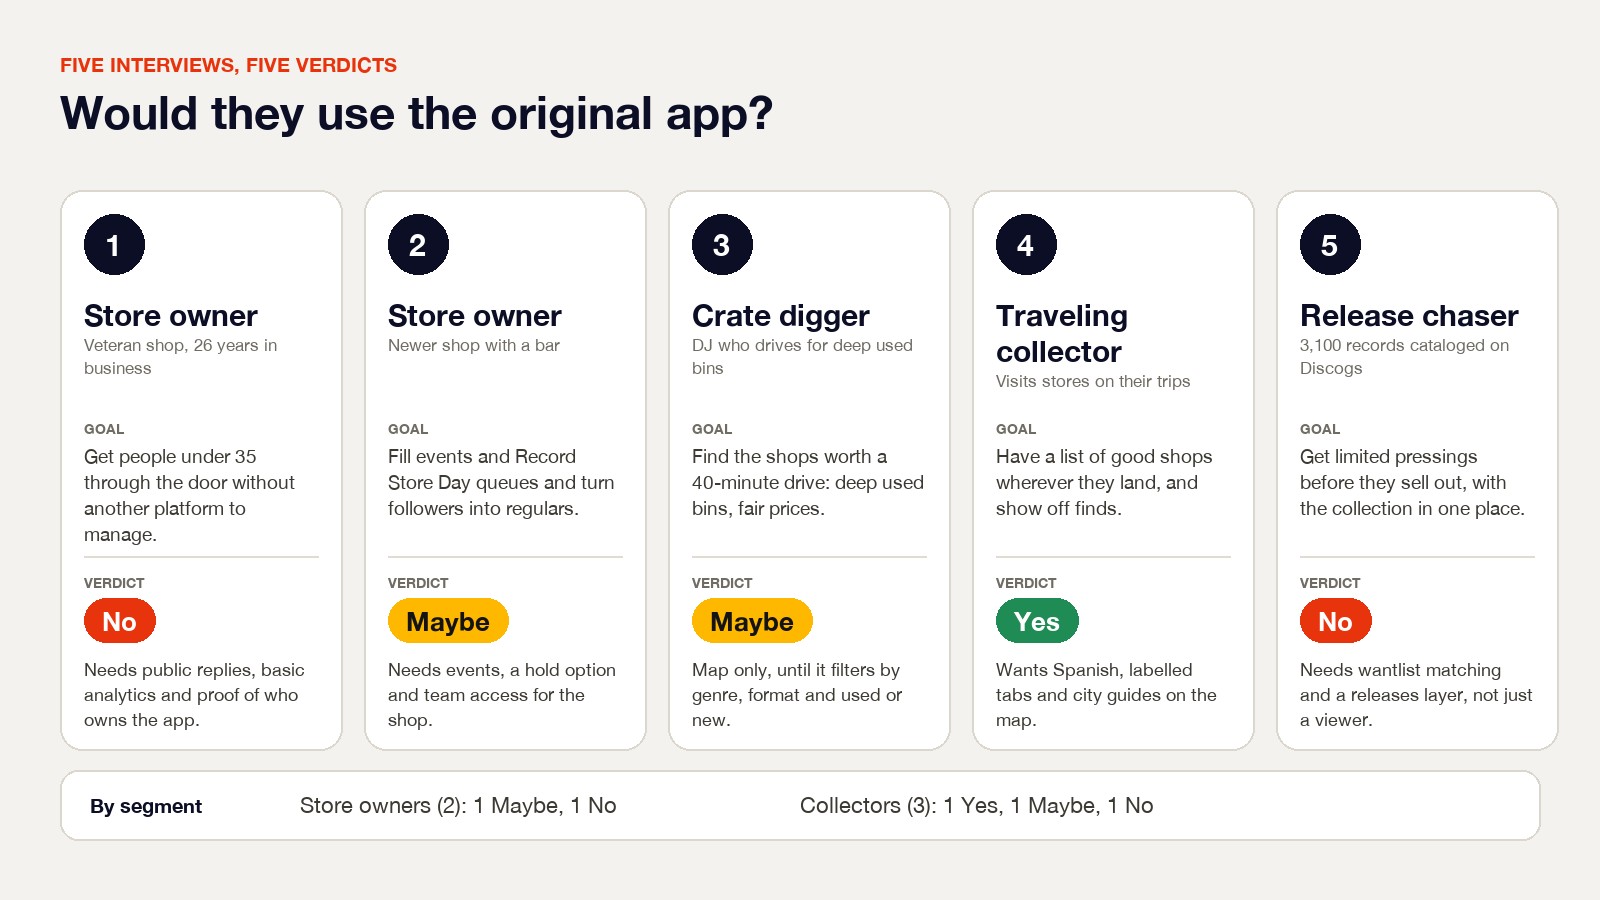 FIVE INTERVIEWS, FIVE VERDICTS
Would they use the original app?
1
Store owner
Veteran shop, 26 years in
business
GOAL
Get people under 35
through the door without
another platform to
manage.
VERDICT
No
Needs public replies, basic
analytics and proof of who
owns the app.
2
Store owner
Newer shop with a bar
GOAL
Fill events and Record
Store Day queues and turn
followers into regulars.
VERDICT
Maybe
Needs events, a hold option
and team access for the
shop.
3
Crate digger
DJ who drives for deep used
bins
GOAL
Find the shops worth a
40-minute drive: deep used
bins, fair prices.
VERDICT
Maybe
Map only, until it filters by
genre, format and used or
new.
4
Traveling
collector
Visits stores on their trips
GOAL
Have a list of good shops
wherever they land, and
show off finds.
VERDICT
Yes
Wants Spanish, labelled
tabs and city guides on the
map.
5
Release chaser
3,100 records cataloged on
Discogs
GOAL
Get limited pressings
before they sell out, with
the collection in one place.
VERDICT
No
Needs wantlist matching
and a releases layer, not just
a viewer.
By segment
Store owners (2): 1 Maybe, 1 No
Collectors (3): 1 Yes, 1 Maybe, 1 No